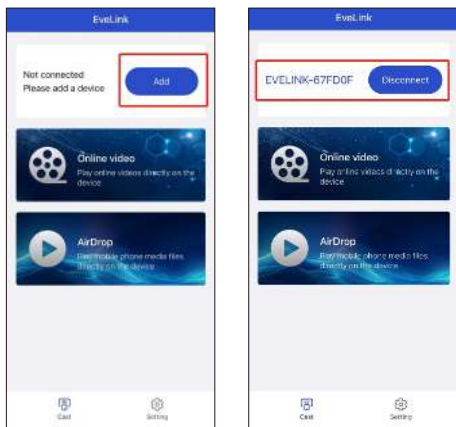 EveLink
Not connected
Please add a device
Add
Online video
Play online videos directly on the
device
AirDrop
Play mobile phone media files
directly on the device
Cast
Setting
EveLink
EVELINK-67FD0F
Disconnect
Online video
Play online videos directly on the
device
AirDrop
Play mobile phone media files
directly on the device
Cast
Setting